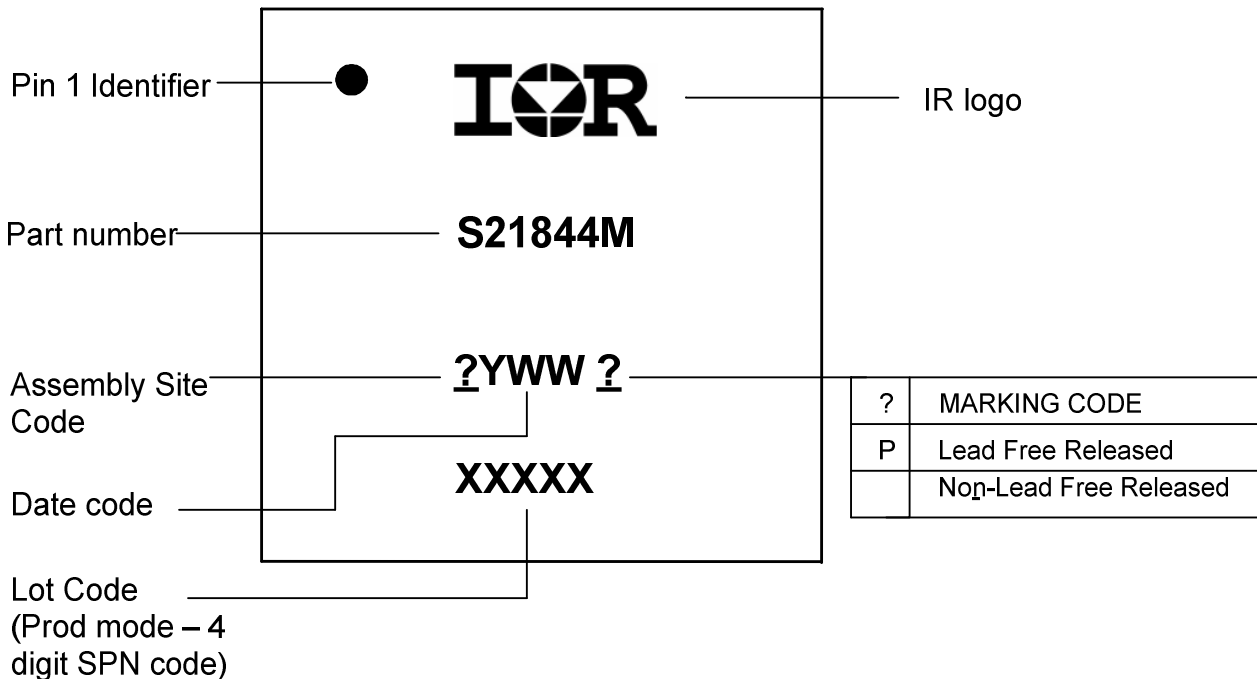 Pin 1 Identifier
IOR
IR logo
Part number
S21844M
Assembly Site
Code
?YWW ?
? MARKING CODE
P Lead Free Released
Non-Lead Free Released
Date code
XXXXX
Lot Code
(Prod mode – 4
digit SPN code)